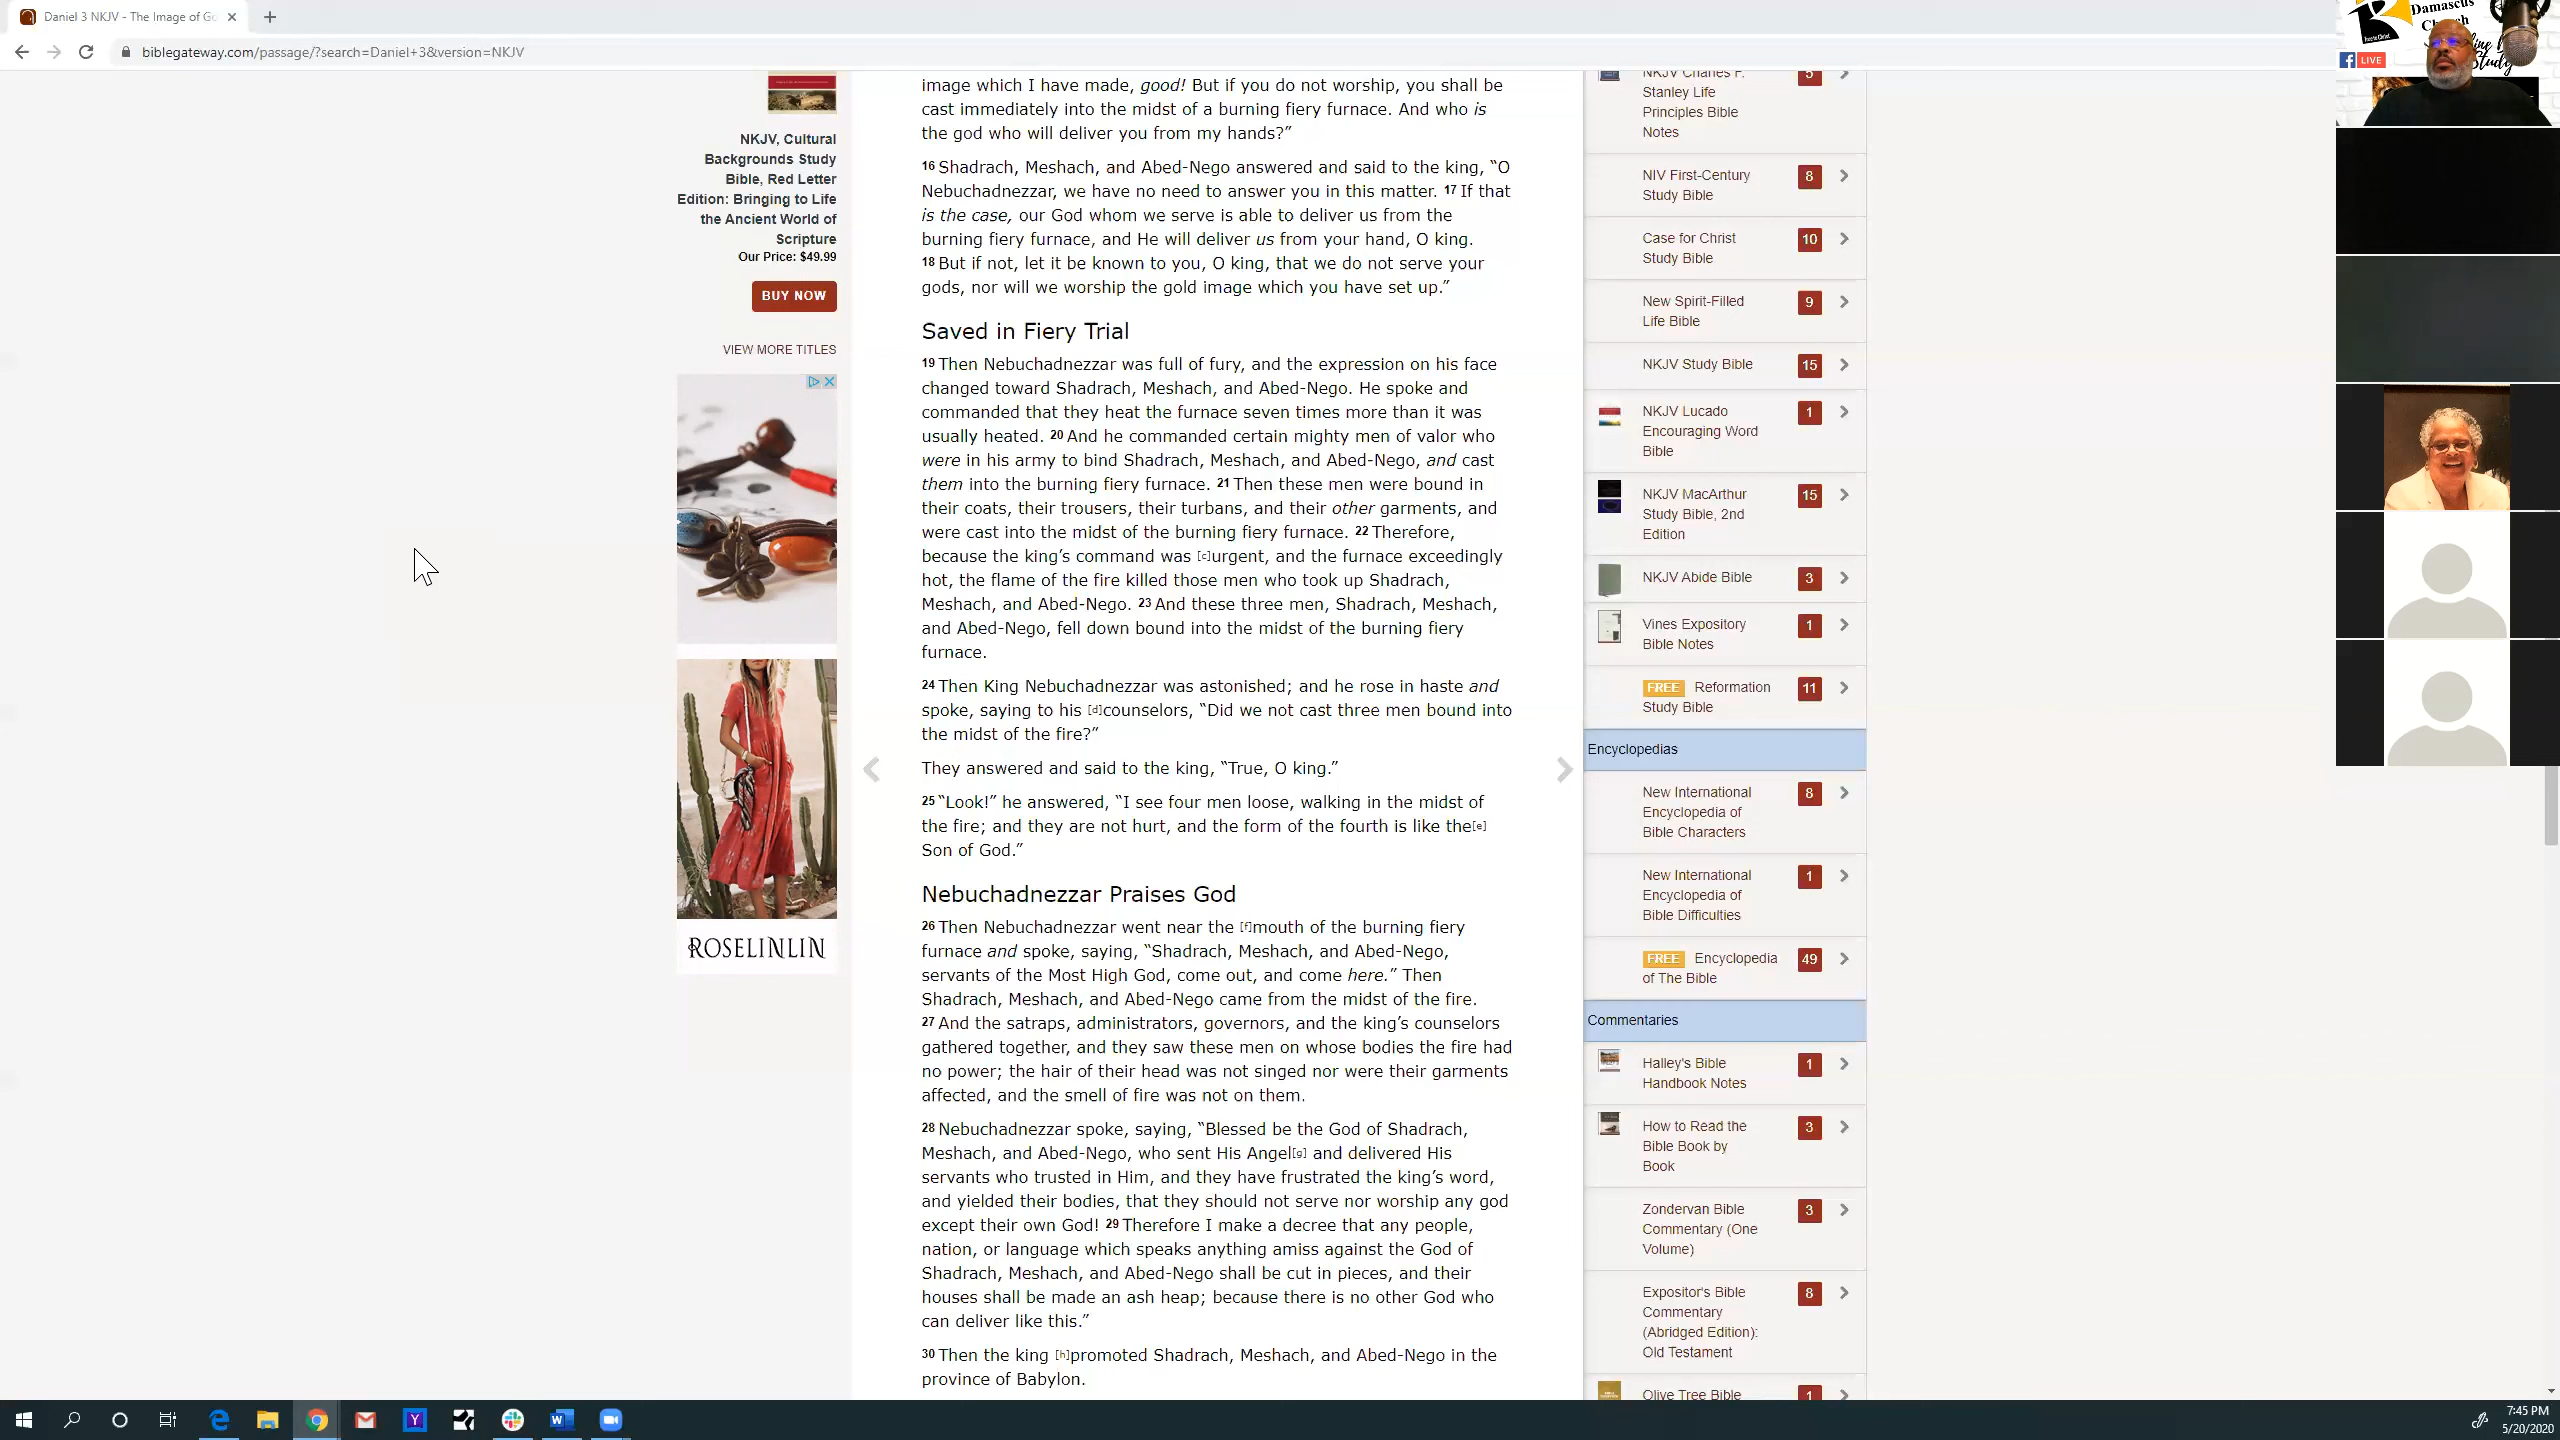 Daniel 3 NKJV - The Image of Go
biblegateway.com/passage/?search=Daniel+3&version=NKJV
NKJV, Cultural
Backgrounds Study
Bible, Red Letter
Edition: Bringing to Life
the Ancient World of
Scripture
Our Price: $49.99
BUY NOW
VIEW MORE TITLES
ROSELINLIN
image which I have made, good! But if you do not worship, you shall be
cast immediately into the midst of a burning fiery furnace. And who is
the god who will deliver you from my hands?”
16 Shadrach, Meshach, and Abed-Nego answered and said to the king, “O
Nebuchadnezzar, we have no need to answer you in this matter. 17 If that
is the case, our God whom we serve is able to deliver us from the
burning fiery furnace, and He will deliver us from your hand, O king.
18 But if not, let it be known to you, O king, that we do not serve your
gods, nor will we worship the gold image which you have set up.”
Saved in Fiery Trial
19 Then Nebuchadnezzar was full of fury, and the expression on his face
changed toward Shadrach, Meshach, and Abed-Nego. He spoke and
commanded that they heat the furnace seven times more than it was
usually heated. 20 And he commanded certain mighty men of valor who
were in his army to bind Shadrach, Meshach, and Abed-Nego, and cast
them into the burning fiery furnace. 21 Then these men were bound in
their coats, their trousers, their turbans, and their other garments, and
were cast into the midst of the burning fiery furnace. 22 Therefore,
because the king’s command was [c]urgent, and the furnace exceedingly
hot, the flame of the fire killed those men who took up Shadrach,
Meshach, and Abed-Nego. 23 And these three men, Shadrach, Meshach,
and Abed-Nego, fell down bound into the midst of the burning fiery
furnace.
24 Then King Nebuchadnezzar was astonished; and he rose in haste and
spoke, saying to his [d]counselors, “Did we not cast three men bound into
the midst of the fire?”
They answered and said to the king, “True, O king.”
25 “Look!” he answered, “I see four men loose, walking in the midst of
the fire; and they are not hurt, and the form of the fourth is like the[e]
Son of God.”
Nebuchadnezzar Praises God
26 Then Nebuchadnezzar went near the [f]mouth of the burning fiery
furnace and spoke, saying, “Shadrach, Meshach, and Abed-Nego,
servants of the Most High God, come out, and come here.” Then
Shadrach, Meshach, and Abed-Nego came from the midst of the fire.
27 And the satraps, administrators, governors, and the king’s counselors
gathered together, and they saw these men on whose bodies the fire had
no power; the hair of their head was not singed nor were their garments
affected, and the smell of fire was not on them.
28 Nebuchadnezzar spoke, saying, “Blessed be the God of Shadrach,
Meshach, and Abed-Nego, who sent His Angel[g] and delivered His
servants who trusted in Him, and they have frustrated the king’s word,
and yielded their bodies, that they should not serve nor worship any god
except their own God! 29 Therefore I make a decree that any people,
nation, or language which speaks anything amiss against the God of
Shadrach, Meshach, and Abed-Nego shall be cut in pieces, and their
houses shall be made an ash heap; because there is no other God who
can deliver like this.”
30 Then the king [h]promoted Shadrach, Meshach, and Abed-Nego in the
province of Babylon.
NKJV Charles F. 5
Stanley Life
Principles Bible
Notes
NIV First-Century 8
Study Bible
Case for Christ 10
Study Bible
New Spirit-Filled 9
Life Bible
NKJV Study Bible 15
NKJV Lucado 1
Encouraging Word
Bible
NKJV MacArthur 15
Study Bible, 2nd
Edition
NKJV Abide Bible 3
Vines Expository 1
Bible Notes
FREE Reformation 11
Study Bible
Encyclopedias
New International 8
Encyclopedia of
Bible Characters
New International 1
Encyclopedia of
Bible Difficulties
FREE Encyclopedia 49
of The Bible
Commentaries
Halley's Bible 1
Handbook Notes
How to Read the 3
Bible Book by
Book
Zondervan Bible 3
Commentary (One
Volume)
Expositor's Bible 8
Commentary
(Abridged Edition):
Old Testament
Olive Tree Bible 1
Damascus
LIVE
Study
7:45 PM
5/20/2020